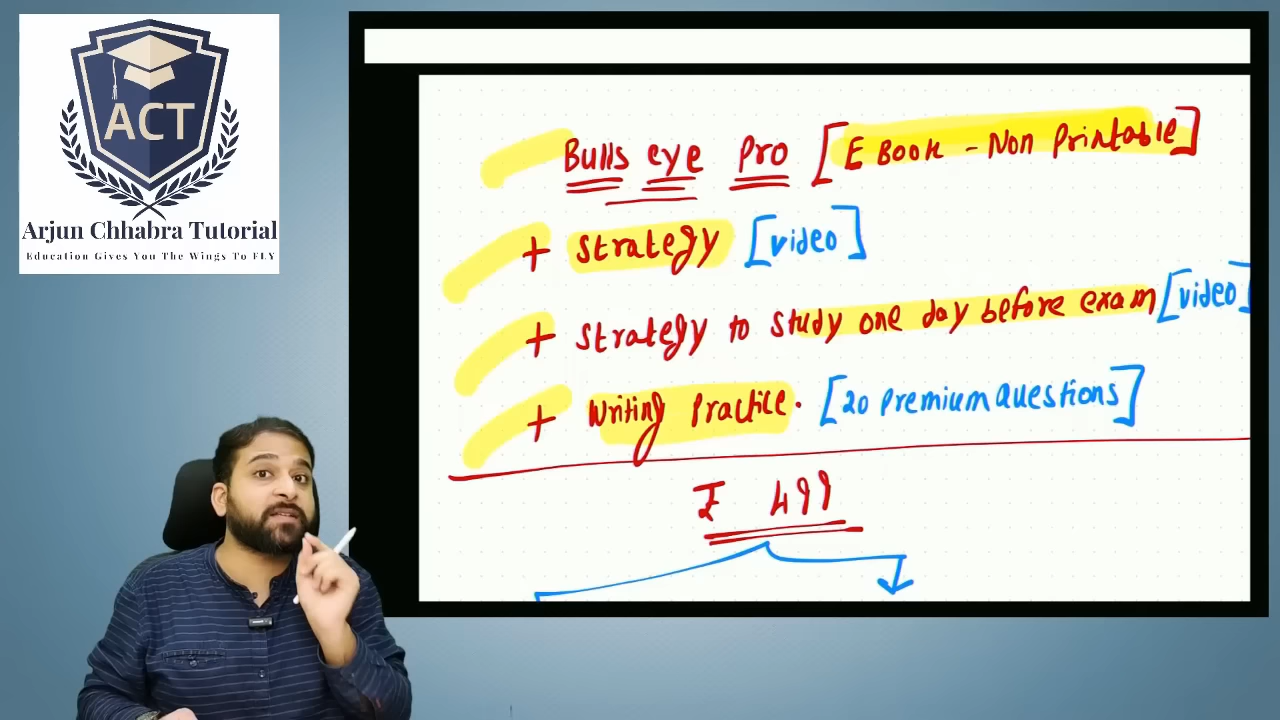 ACT
Arjun Chhabra Tutorial
Education Gives You The Wings To FLY
Bulls eye Pro [E Book - Non Printable]
+ Strategy [video]
+ Strategy to study one day before exam [video]
+ Writing Practice. [20 Premium Questions]
₹ 499